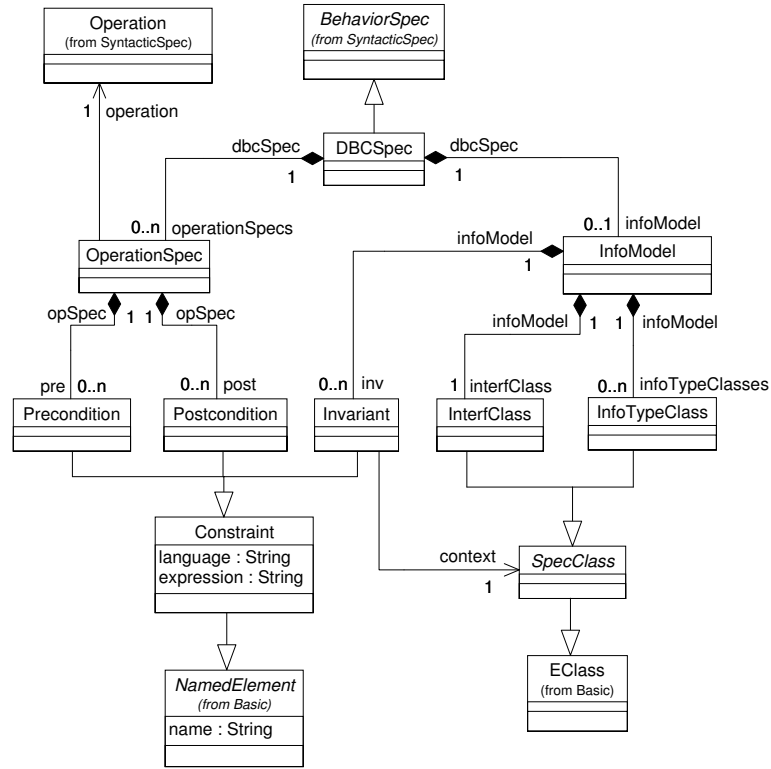 Operation
(from SyntacticSpec)
BehaviorSpec
(from SyntacticSpec)
1 operation
dbcSpec
DBCSpec
dbcSpec
1
1
0..n operationSpecs
0..1 infoModel
OperationSpec
infoModel
InfoModel
1
opSpec 1
1 opSpec
infoModel 1
1 infoModel
pre 0..n
0..n post
0..n inv
1 interfClass
0..n infoTypeClasses
Precondition
Postcondition
Invariant
InterfClass
InfoTypeClass
Constraint
language : String
expression : String
context
1
SpecClass
NamedElement
(from Basic)
name : String
EClass
(from Basic)